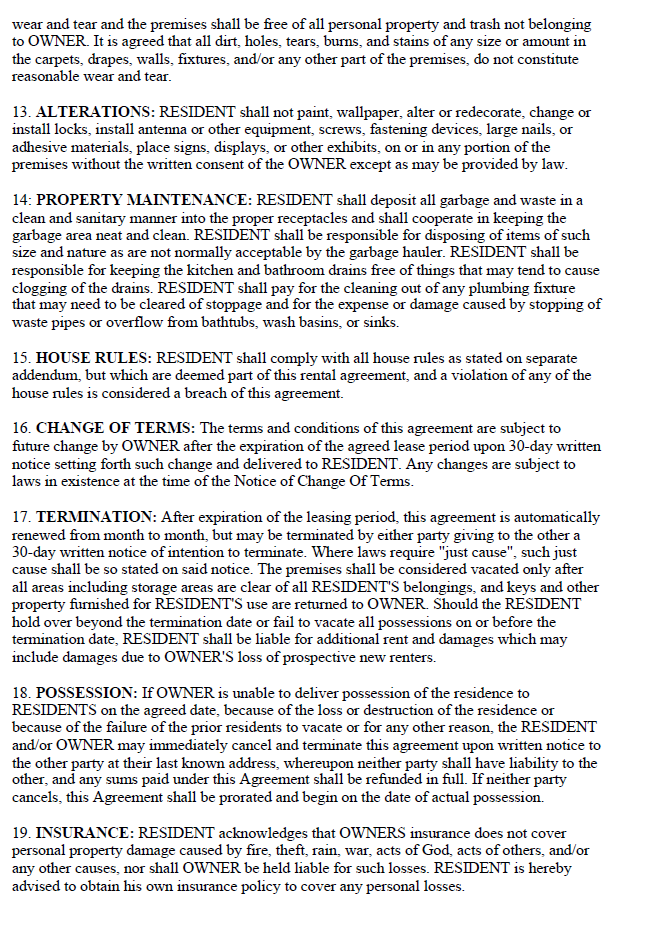 wear and tear and the premises shall be free of all personal property and trash not belonging
to OWNER. It is agreed that all dirt, holes, tears, burns, and stains of any size or amount in
the carpets, drapes, walls, fixtures, and/or any other part of the premises, do not constitute
reasonable wear and tear.
13. ALTERATIONS: RESIDENT shall not paint, wallpaper, alter or redecorate, change or
install locks, install antenna or other equipment, screws, fastening devices, large nails, or
adhesive materials, place signs, displays, or other exhibits, on or in any portion of the
premises without the written consent of the OWNER except as may be provided by law.
14: PROPERTY MAINTENANCE: RESIDENT shall deposit all garbage and waste in a
clean and sanitary manner into the proper receptacles and shall cooperate in keeping the
garbage area neat and clean. RESIDENT shall be responsible for disposing of items of such
size and nature as are not normally acceptable by the garbage hauler. RESIDENT shall be
responsible for keeping the kitchen and bathroom drains free of things that may tend to cause
clogging of the drains. RESIDENT shall pay for the cleaning out of any plumbing fixture
that may need to be cleared of stoppage and for the expense or damage caused by stopping of
waste pipes or overflow from bathtubs, wash basins, or sinks.
15. HOUSE RULES: RESIDENT shall comply with all house rules as stated on separate
addendum, but which are deemed part of this rental agreement, and a violation of any of the
house rules is considered a breach of this agreement.
16. CHANGE OF TERMS: The terms and conditions of this agreement are subject to
future change by OWNER after the expiration of the agreed lease period upon 30-day written
notice setting forth such change and delivered to RESIDENT. Any changes are subject to
laws in existence at the time of the Notice of Change Of Terms.
17. TERMINATION: After expiration of the leasing period, this agreement is automatically
renewed from month to month, but may be terminated by either party giving to the other a
30-day written notice of intention to terminate. Where laws require "just cause", such just
cause shall be so stated on said notice. The premises shall be considered vacated only after
all areas including storage areas are clear of all RESIDENT'S belongings, and keys and other
property furnished for RESIDENT'S use are returned to OWNER. Should the RESIDENT
hold over beyond the termination date or fail to vacate all possessions on or before the
termination date, RESIDENT shall be liable for additional rent and damages which may
include damages due to OWNER'S loss of prospective new renters.
18. POSSESSION: If OWNER is unable to deliver possession of the residence to
RESIDENTS on the agreed date, because of the loss or destruction of the residence or
because of the failure of the prior residents to vacate or for any other reason, the RESIDENT
and/or OWNER may immediately cancel and terminate this agreement upon written notice to
the other party at their last known address, whereupon neither party shall have liability to the
other, and any sums paid under this Agreement shall be refunded in full. If neither party
cancels, this Agreement shall be prorated and begin on the date of actual possession.
19. INSURANCE: RESIDENT acknowledges that OWNERS insurance does not cover
personal property damage caused by fire, theft, rain, war, acts of God, acts of others, and/or
any other causes, nor shall OWNER be held liable for such losses. RESIDENT is hereby
advised to obtain his own insurance policy to cover any personal losses.